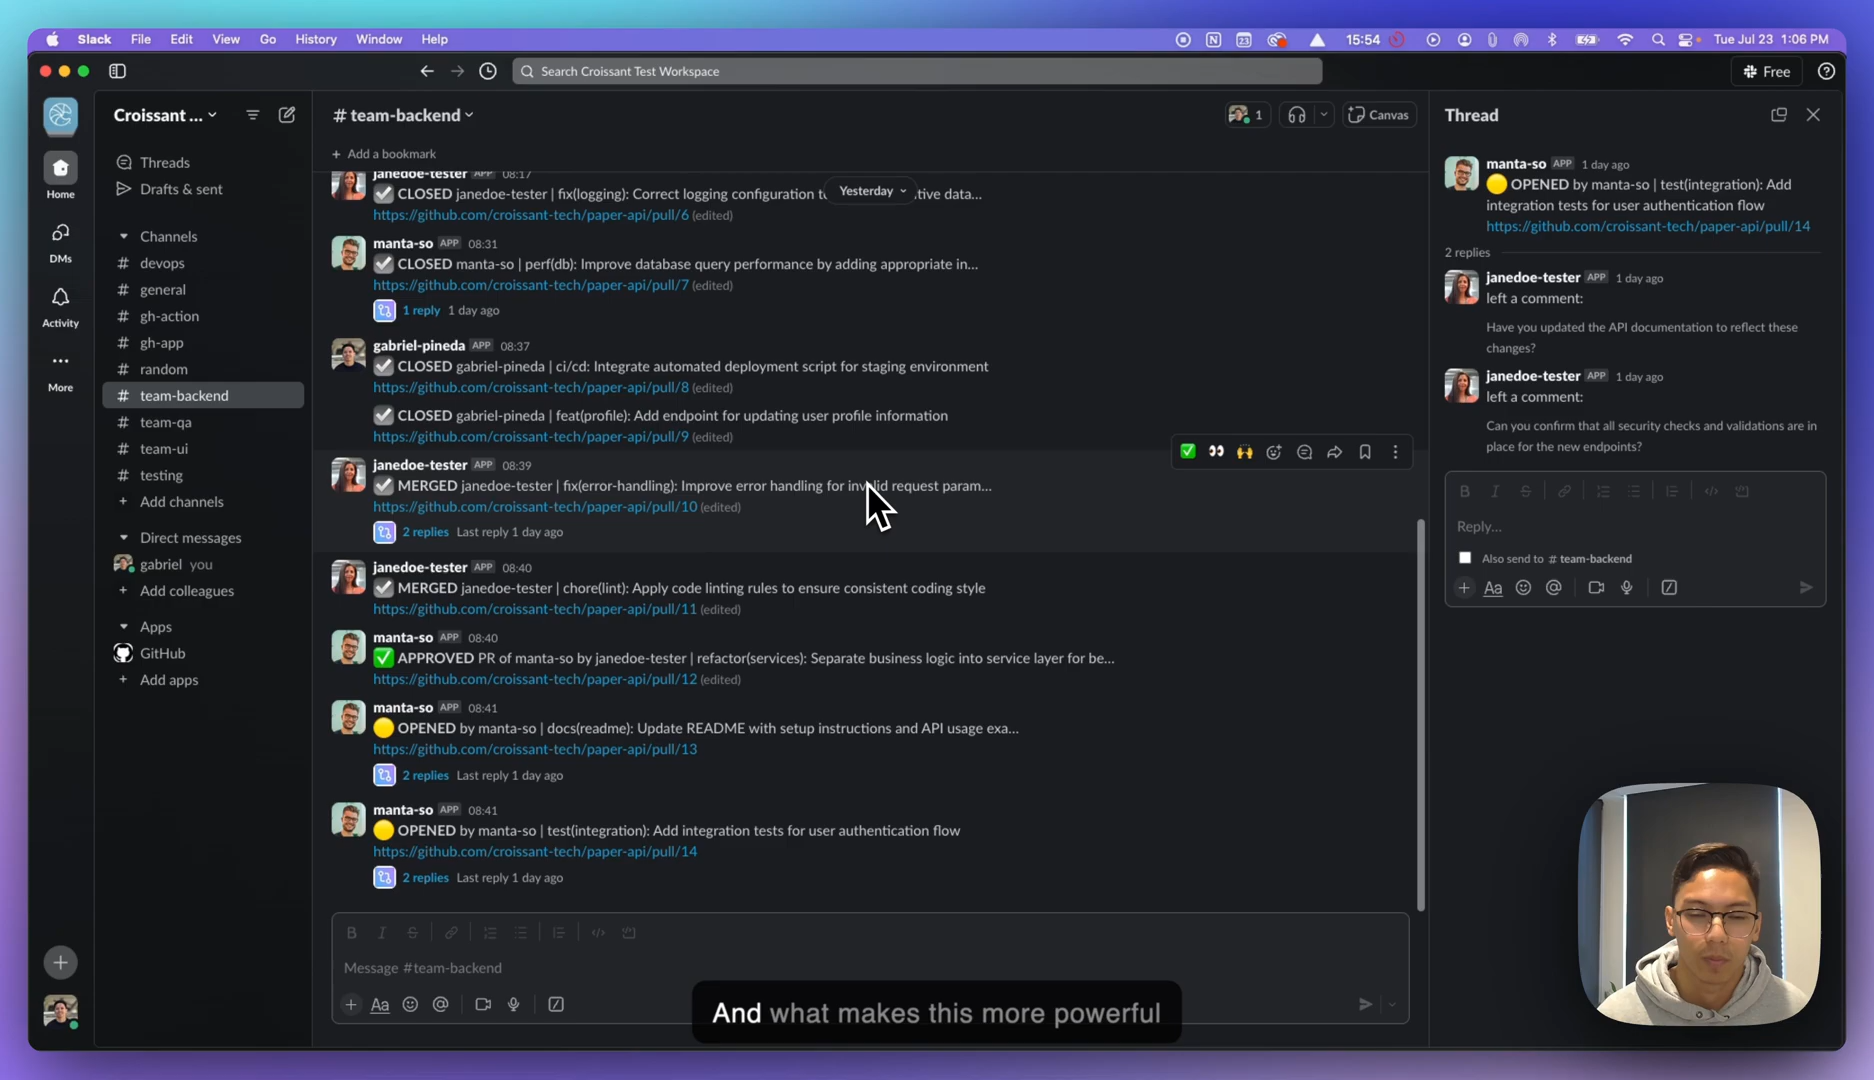 Slack File Edit View Go History Window Help
23 15:54 Tue Jul 23 1:06 PM
Search Croissant Test Workspace
Free
Home
DMs
Activity
More
Croissant ...
Threads
Drafts & sent
Channels
# devops
# general
# gh-action
# gh-app
# random
# team-backend
# team-qa
# team-ui
# testing
+ Add channels
Direct messages
gabriel you
+ Add colleagues
Apps
GitHub
+ Add apps
# team-backend
1
Canvas
+ Add a bookmark
Yesterday
janedoe-tester APP 08:17
CLOSED janedoe-tester | fix(logging): Correct logging configuration tive data...
https://github.com/croissant-tech/paper-api/pull/6 (edited)
manta-so APP 08:31
CLOSED manta-so | perf(db): Improve database query performance by adding appropriate in...
https://github.com/croissant-tech/paper-api/pull/7 (edited)
1 reply 1 day ago
gabriel-pineda APP 08:37
CLOSED gabriel-pineda | ci/cd: Integrate automated deployment script for staging environment
https://github.com/croissant-tech/paper-api/pull/8 (edited)
CLOSED gabriel-pineda | feat(profile): Add endpoint for updating user profile information
https://github.com/croissant-tech/paper-api/pull/9 (edited)
janedoe-tester APP 08:39
MERGED janedoe-tester | fix(error-handling): Improve error handling for invalid request param...
https://github.com/croissant-tech/paper-api/pull/10 (edited)
2 replies Last reply 1 day ago
janedoe-tester APP 08:40
MERGED janedoe-tester | chore(lint): Apply code linting rules to ensure consistent coding style
https://github.com/croissant-tech/paper-api/pull/11 (edited)
manta-so APP 08:40
APPROVED PR of manta-so by janedoe-tester | refactor(services): Separate business logic into service layer for be...
https://github.com/croissant-tech/paper-api/pull/12 (edited)
manta-so APP 08:41
OPENED by manta-so | docs(readme): Update README with setup instructions and API usage exa...
https://github.com/croissant-tech/paper-api/pull/13
2 replies Last reply 1 day ago
manta-so APP 08:41
OPENED by manta-so | test(integration): Add integration tests for user authentication flow
https://github.com/croissant-tech/paper-api/pull/14
2 replies Last reply 1 day ago
B I S
Message #team-backend
+ Aa @
And what makes this more powerful
Thread
manta-so APP 1 day ago
OPENED by manta-so | test(integration): Add
integration tests for user authentication flow
https://github.com/croissant-tech/paper-api/pull/14
2 replies
janedoe-tester APP 1 day ago
left a comment:
Have you updated the API documentation to reflect these
changes?
janedoe-tester APP 1 day ago
left a comment:
Can you confirm that all security checks and validations are in
place for the new endpoints?
B I S
Reply...
Also send to # team-backend
+ Aa @